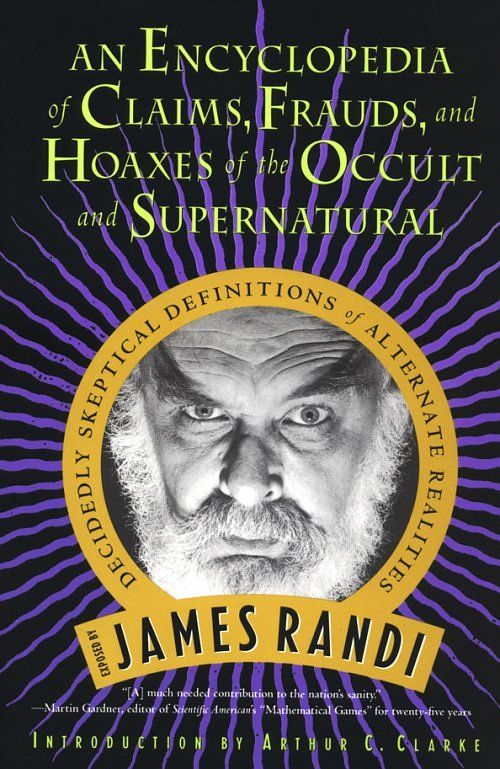 AN ENCYCLOPEDIA
of CLAIMS, FRAUDS, and
HOAXES of the OCCULT
and SUPERNATURAL
DECIDEDLY SKEPTICAL DEFINITIONS of ALTERNATE REALITIES
EXPOSED BY
JAMES RANDI
"[A] much needed contribution to the nation's sanity."
—Martin Gardner, editor of Scientific American's "Mathematical Games" for twenty-five years
INTRODUCTION BY ARTHUR C. CLARKE